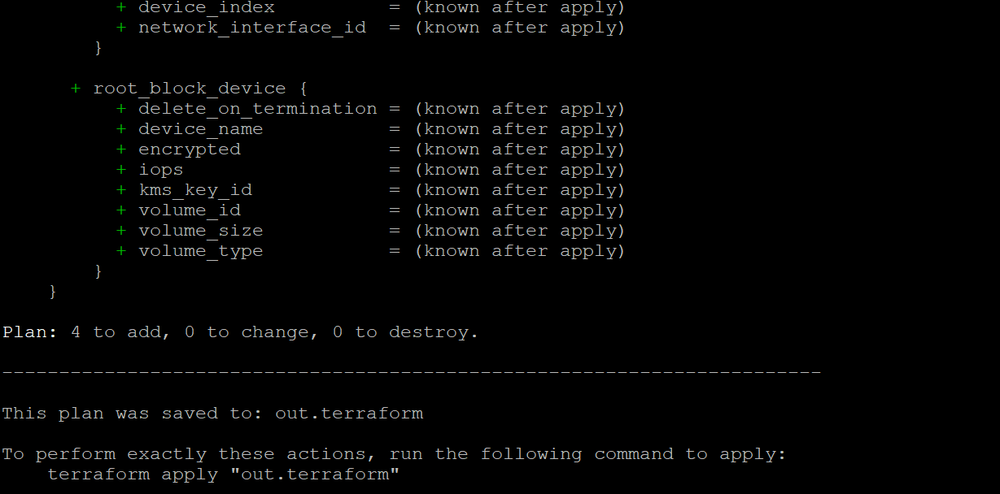 + device_index          = (known after apply)
+ network_interface_id  = (known after apply)
}
+ root_block_device {
+ delete_on_termination = (known after apply)
+ device_name           = (known after apply)
+ encrypted             = (known after apply)
+ iops                  = (known after apply)
+ kms_key_id            = (known after apply)
+ volume_id             = (known after apply)
+ volume_size           = (known after apply)
+ volume_type           = (known after apply)
}
}
Plan: 4 to add, 0 to change, 0 to destroy.
------------------------------------------------------------------------
This plan was saved to: out.terraform
To perform exactly these actions, run the following command to apply:
terraform apply "out.terraform"